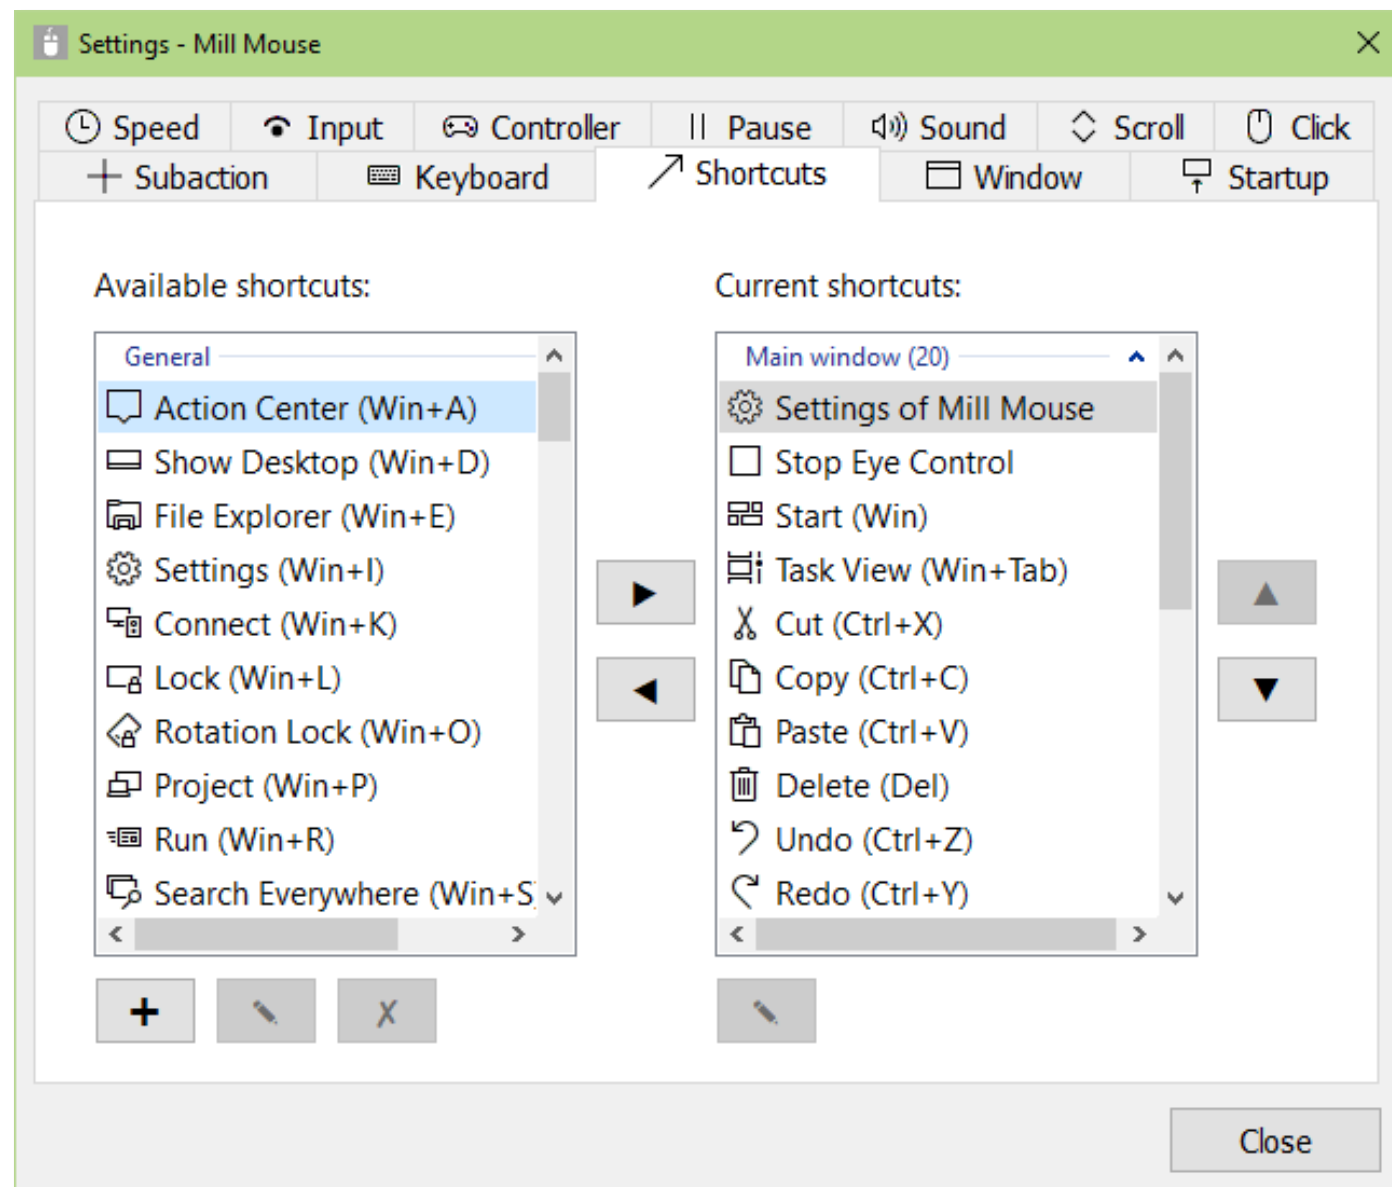 Settings - Mill Mouse
Speed Input Controller Pause Sound Scroll Click
Subaction Keyboard Shortcuts Window Startup
Available shortcuts:
General
Action Center (Win+A)
Show Desktop (Win+D)
File Explorer (Win+E)
Settings (Win+I)
Connect (Win+K)
Lock (Win+L)
Rotation Lock (Win+O)
Project (Win+P)
Run (Win+R)
Search Everywhere (Win+S
Current shortcuts:
Main window (20)
Settings of Mill Mouse
Stop Eye Control
Start (Win)
Task View (Win+Tab)
Cut (Ctrl+X)
Copy (Ctrl+C)
Paste (Ctrl+V)
Delete (Del)
Undo (Ctrl+Z)
Redo (Ctrl+Y)
Close